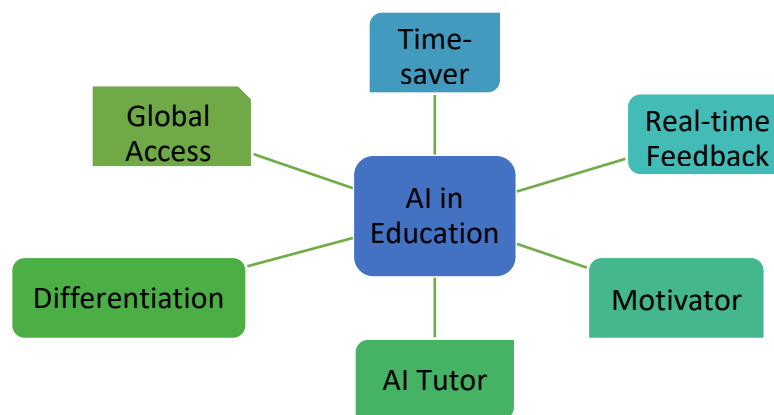 Time-
saver
Global
Access
Real-time
Feedback
AI in
Education
Differentiation
Motivator
AI Tutor